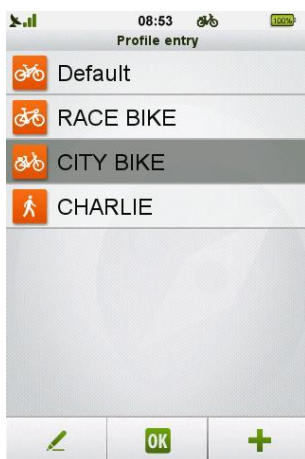 08:53
100%
Profile entry
Default
RACE BIKE
CITY BIKE
CHARLIE
OK